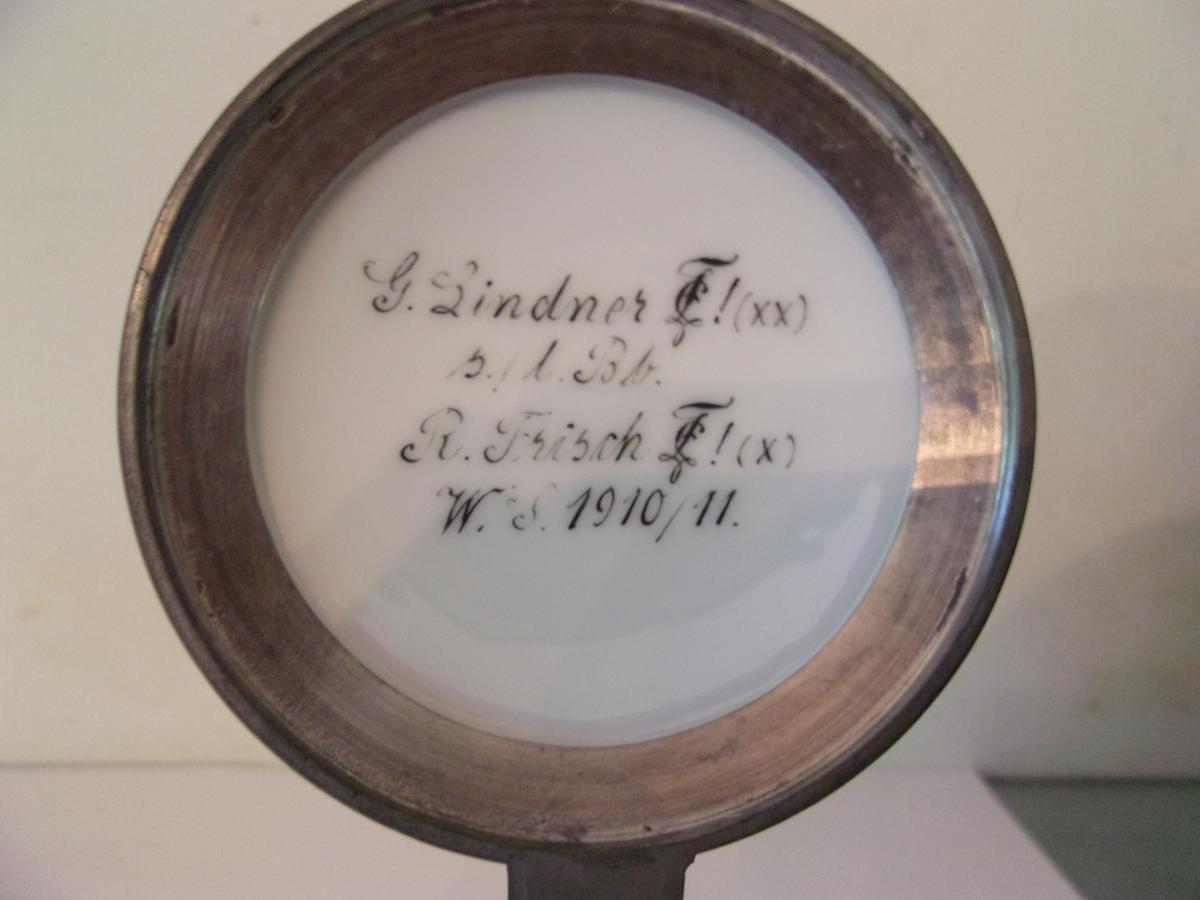 G. Lindner !(xx)
s./l. Bb.
R. Frisch !(x)
W. S. 1910/11.